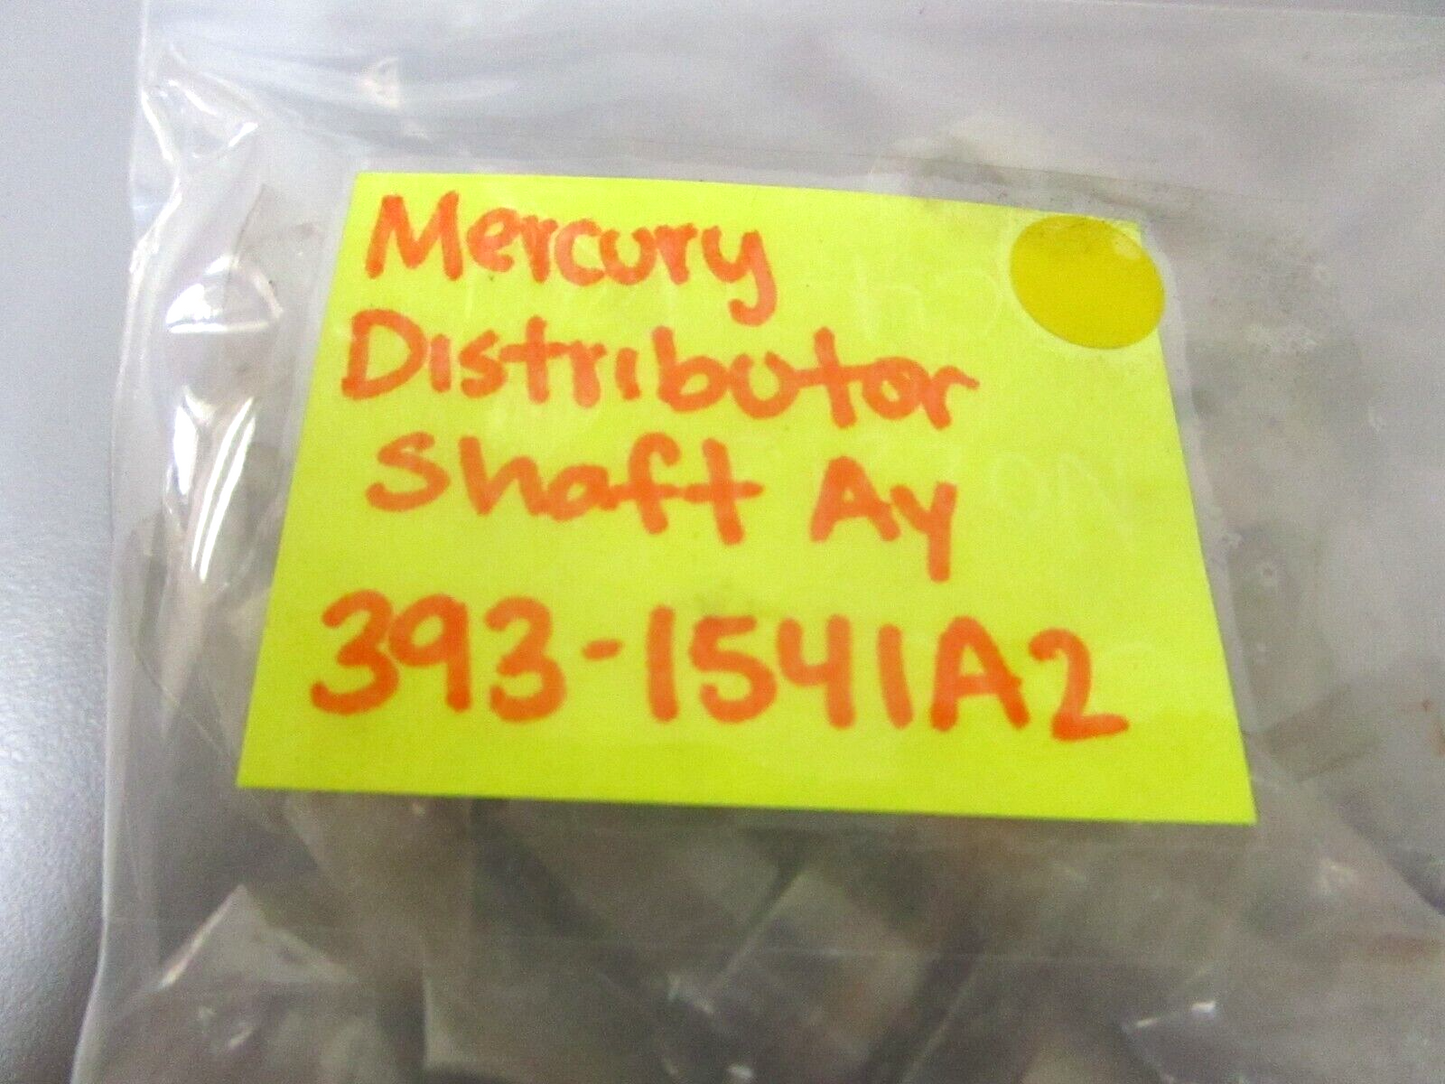 Mercury
Distributor
Shaft Ay
393-1541A2